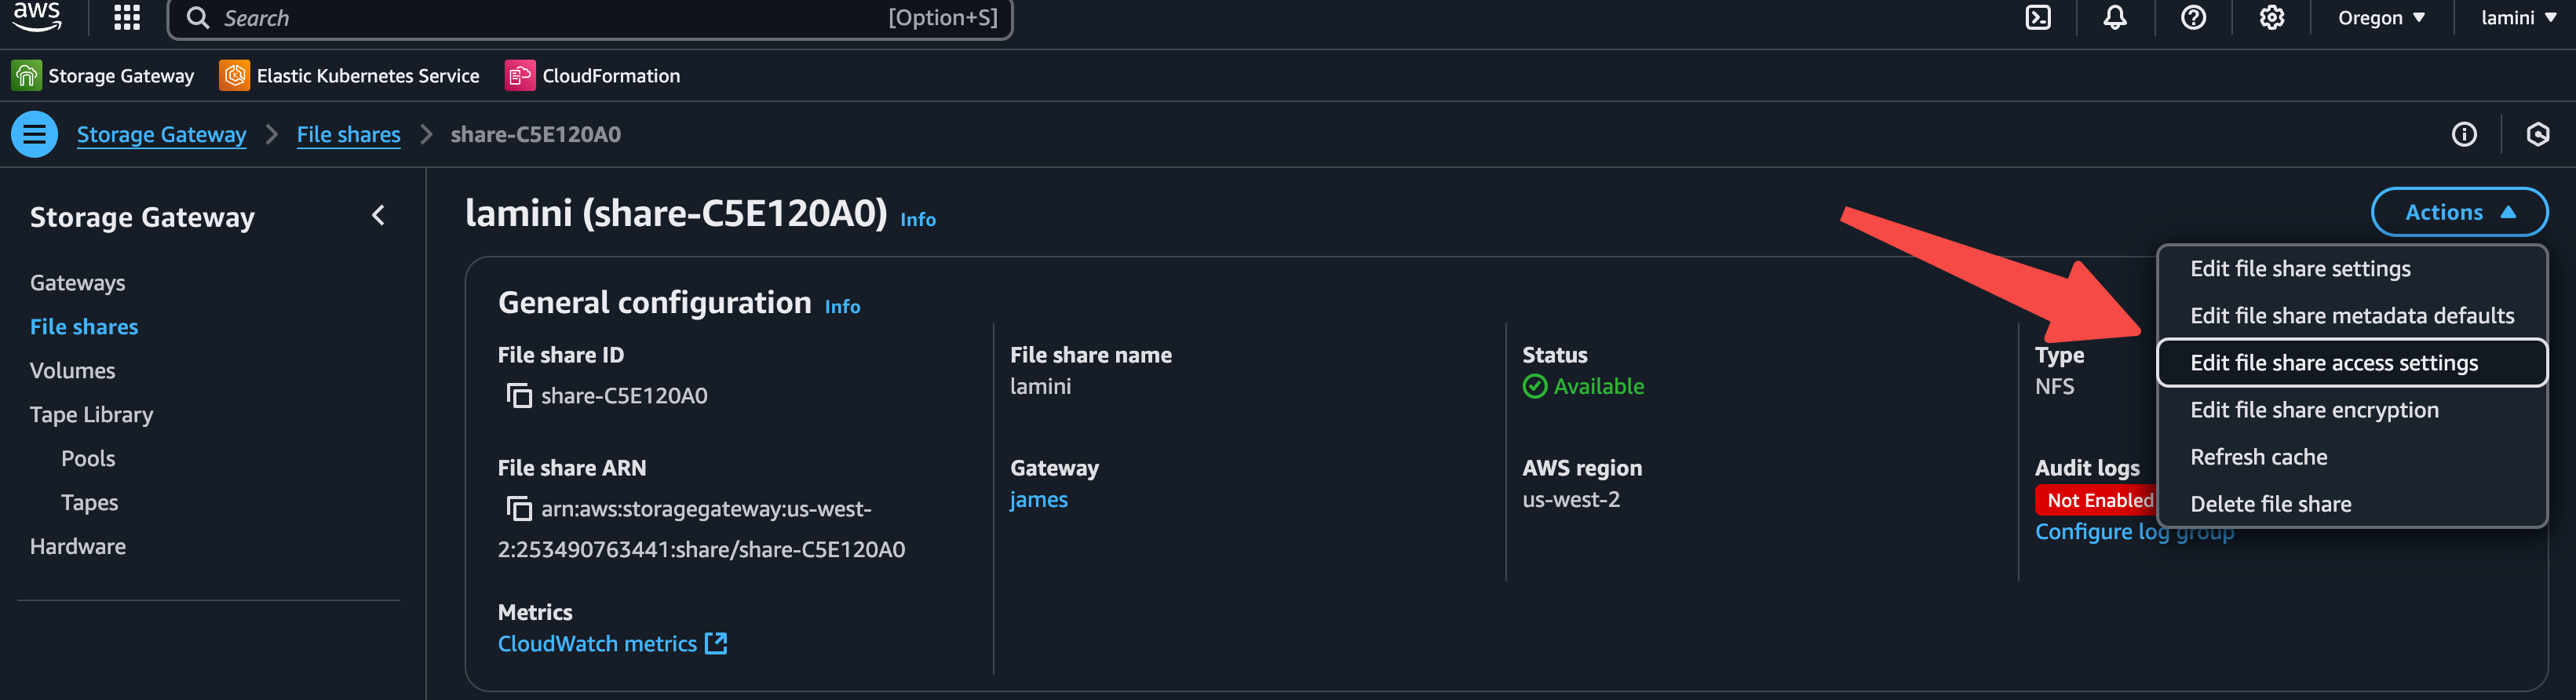 aws
Search
[Option+S]
Oregon
lamini
Storage Gateway
Elastic Kubernetes Service
CloudFormation
Storage Gateway
File shares
share-C5E120A0
Storage Gateway
Gateways
File shares
Volumes
Tape Library
Pools
Tapes
Hardware
lamini (share-C5E120A0) Info
Actions
Edit file share settings
Edit file share metadata defaults
Edit file share access settings
Edit file share encryption
Refresh cache
Delete file share
General configuration Info
File share ID
share-C5E120A0
File share name
lamini
Status
Available
Type
NFS
File share ARN
arn:aws:storagegateway:us-west-
2:253490763441:share/share-C5E120A0
Gateway
james
AWS region
us-west-2
Audit logs
Not Enabled
Configure log group
Metrics
CloudWatch metrics